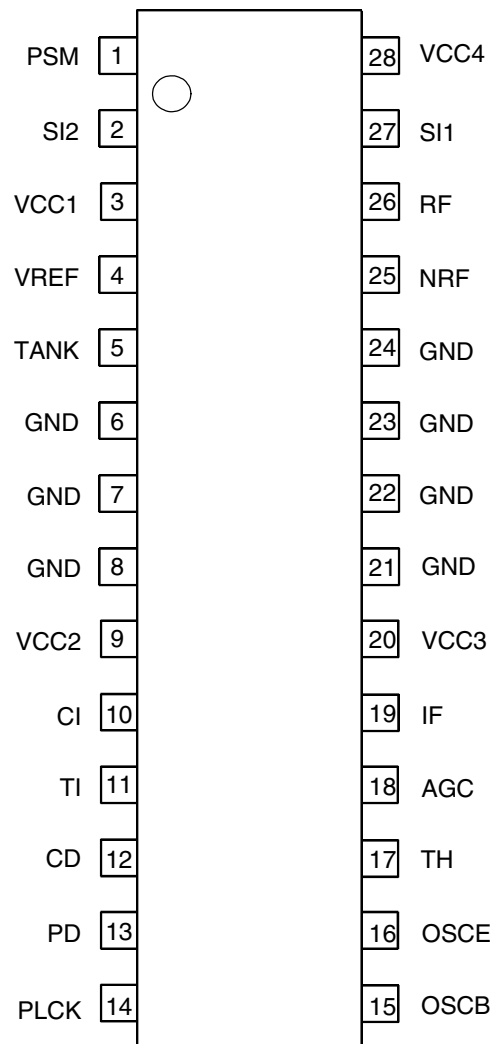 PSM 1 28 VCC4
SI2 2 27 SI1
VCC1 3 26 RF
VREF 4 25 NRF
TANK 5 24 GND
GND 6 23 GND
GND 7 22 GND
GND 8 21 GND
VCC2 9 20 VCC3
CI 10 19 IF
TI 11 18 AGC
CD 12 17 TH
PD 13 16 OSCE
PLCK 14 15 OSCB